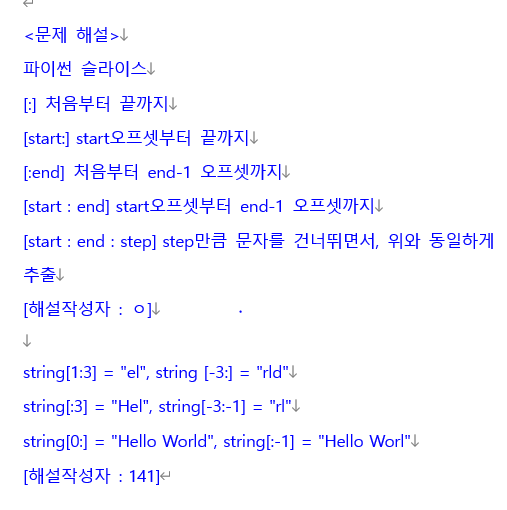 <문제 해설>
파이썬 슬라이스
[:] 처음부터 끝까지
[start:] start오프셋부터 끝까지
[:end] 처음부터 end-1 오프셋까지
[start : end] start오프셋부터 end-1 오프셋까지
[start : end : step] step만큼 문자를 건너뛰면서, 위와 동일하게
추출
[해설작성자 : ㅇ] .
string[1:3] = "el", string [-3:] = "rld"
string[:3] = "Hel", string[-3:-1] = "rl"
string[0:] = "Hello World", string[:-1] = "Hello Worl"
[해설작성자 : 141]